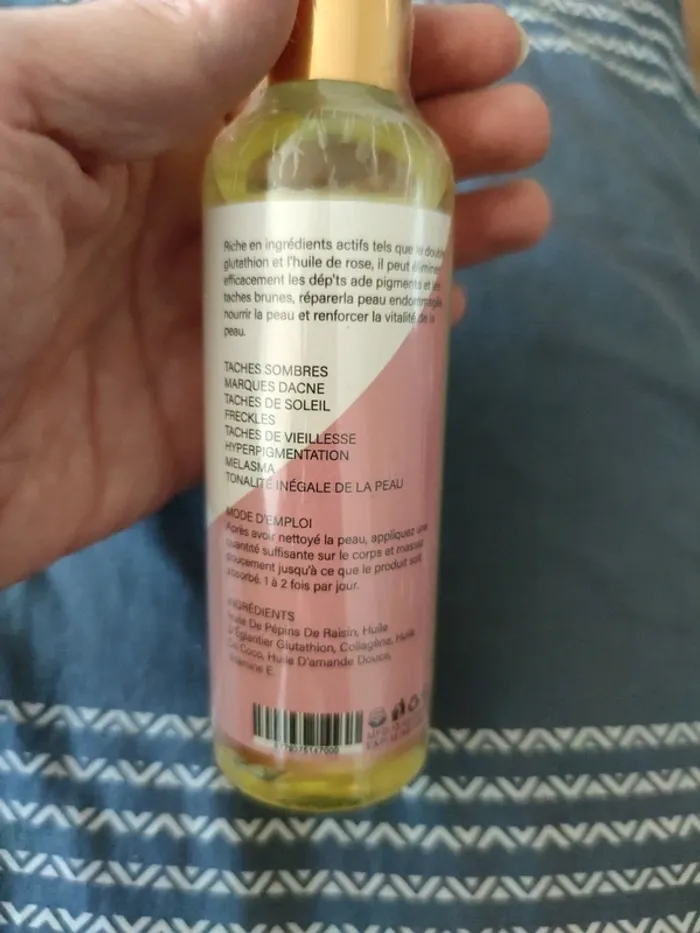 Riche en ingrédients actifs tels que le double
glutathion et l'huile de rose, il peut éliminer
efficacement les dép'ts ade pigments et les
taches brunes, réparerla peau endommagée,
nourrir la peau et renforcer la vitalité de la
peau.
TACHES SOMBRES
MARQUES DACNE
TACHES DE SOLEIL
FRECKLES
TACHES DE VIEILLESSE
HYPERPIGMENTATION
MELASMA
TONALITÉ INÉGALE DE LA PEAU
MODE D'EMPLOI
Après avoir nettoyé la peau, appliquez une
quantité suffisante sur le corps et massez
doucement jusqu'à ce que le produit soit
absorbé. 1 à 2 fois par jour.
INGRÉDIENTS
Huile De Pépins De Raisin, Huile
D'Églantier Glutathion, Collagène, Huile
De Coco, Huile D'amande Douce,
Vitamine E.